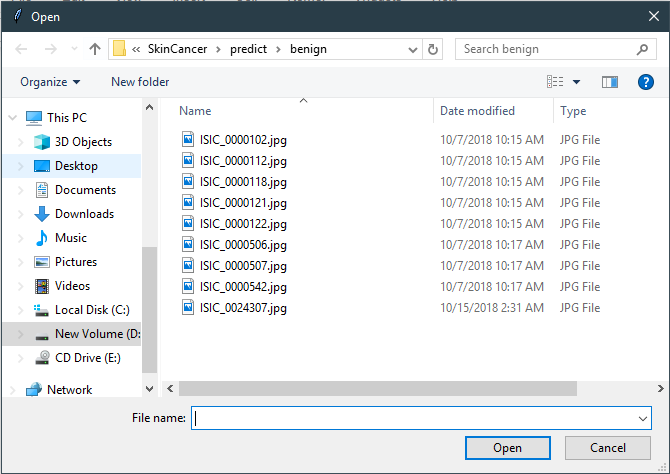 Open
« SkinCancer › predict › benign
Search benign
Organize
New folder
Name
Date modified
Type
This PC
3D Objects
Desktop
Documents
Downloads
Music
Pictures
Videos
Local Disk (C:)
New Volume (D:
CD Drive (E:)
Network
ISIC_0000102.jpg 10/7/2018 10:15 AM JPG File
ISIC_0000112.jpg 10/7/2018 10:15 AM JPG File
ISIC_0000118.jpg 10/7/2018 10:15 AM JPG File
ISIC_0000121.jpg 10/7/2018 10:15 AM JPG File
ISIC_0000122.jpg 10/7/2018 10:15 AM JPG File
ISIC_0000506.jpg 10/7/2018 10:17 AM JPG File
ISIC_0000507.jpg 10/7/2018 10:17 AM JPG File
ISIC_0000542.jpg 10/7/2018 10:17 AM JPG File
ISIC_0024307.jpg 10/15/2018 2:31 AM JPG File
File name:
Open
Cancel